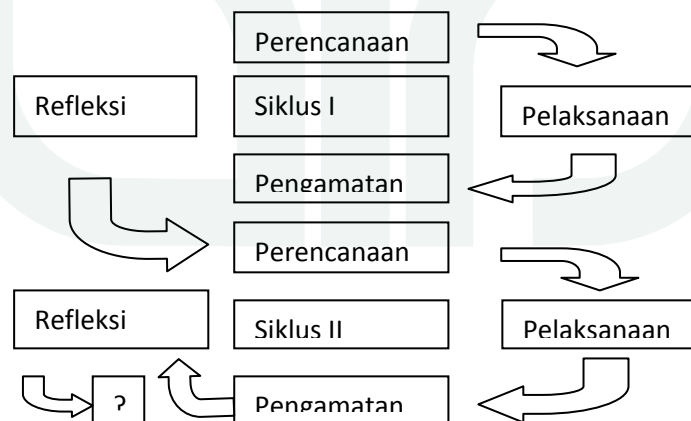 Perencanaan
Refleksi
Siklus I
Pelaksanaan
Pengamatan
Perencanaan
Refleksi
Siklus II
Pelaksanaan
?
Pengamatan